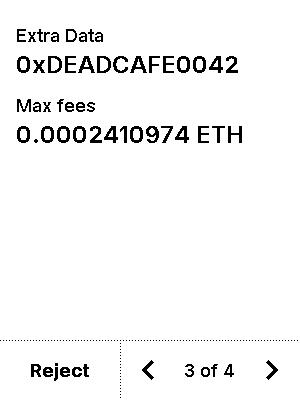 Extra Data
0xDEADCAFE0042
Max fees
0.0002410974 ETH
Reject
3 of 4